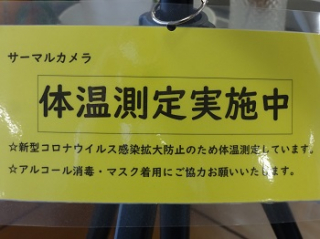 サーマルカメラ
体温測定実施中
☆新型コロナウイルス感染拡大防止のため体温測定しています。
☆アルコール消毒・マスク着用にご協力お願いいたします。